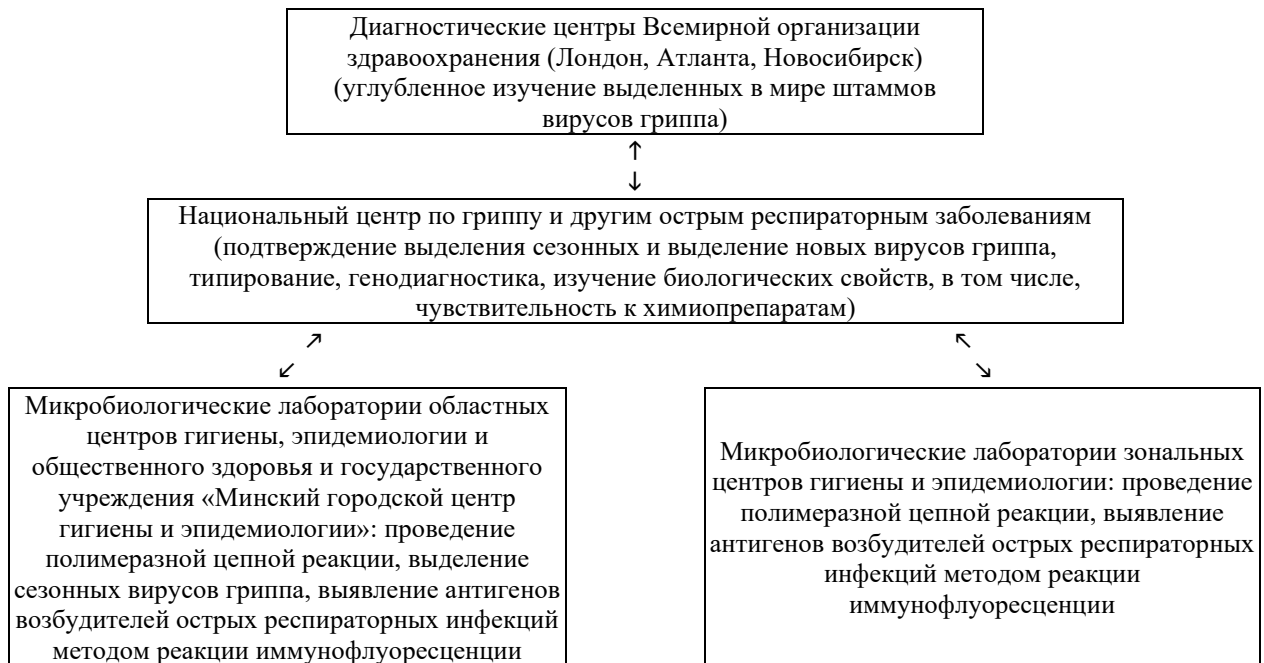 Диагностические центры Всемирной организации
здравоохранения (Лондон, Атланта, Новосибирск)
(углубленное изучение выделенных в мире штаммов
вирусов гриппа)
↑
↓
Национальный центр по гриппу и другим острым респираторным заболеваниям
(подтверждение выделения сезонных и выделение новых вирусов гриппа,
типирование, генодиагностика, изучение биологических свойств, в том числе,
чувствительность к химиопрепаратам)
↗ ↖
↙ ↘
Микробиологические лаборатории областных
центров гигиены, эпидемиологии и
общественного здоровья и государственного
учреждения «Минский городской центр
гигиены и эпидемиологии»: проведение
полимеразной цепной реакции, выделение
сезонных вирусов гриппа, выявление антигенов
возбудителей острых респираторных инфекций
методом реакции иммунофлуоресценции
Микробиологические лаборатории зональных
центров гигиены и эпидемиологии: проведение
полимеразной цепной реакции, выявление
антигенов возбудителей острых респираторных
инфекций методом реакции
иммунофлуоресценции